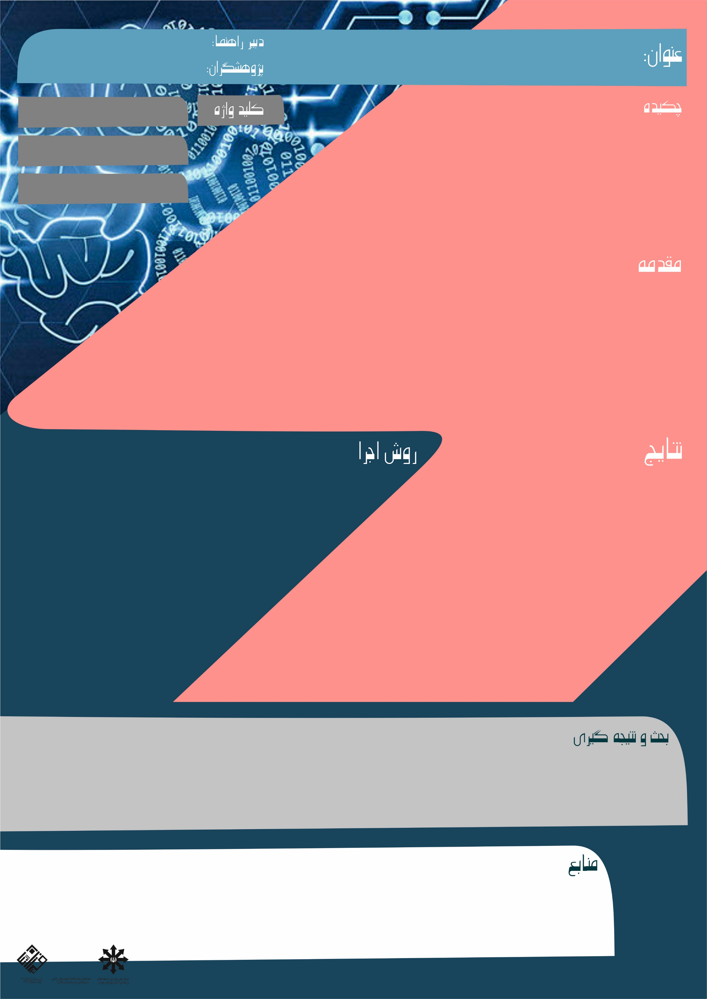 عنوان:
دبیر راهنما:
پژوهشگران:
چکیده
کلید واژه
مقدمه
نتایج
روش اجرا
بحث و نتیجه گیری
منابع